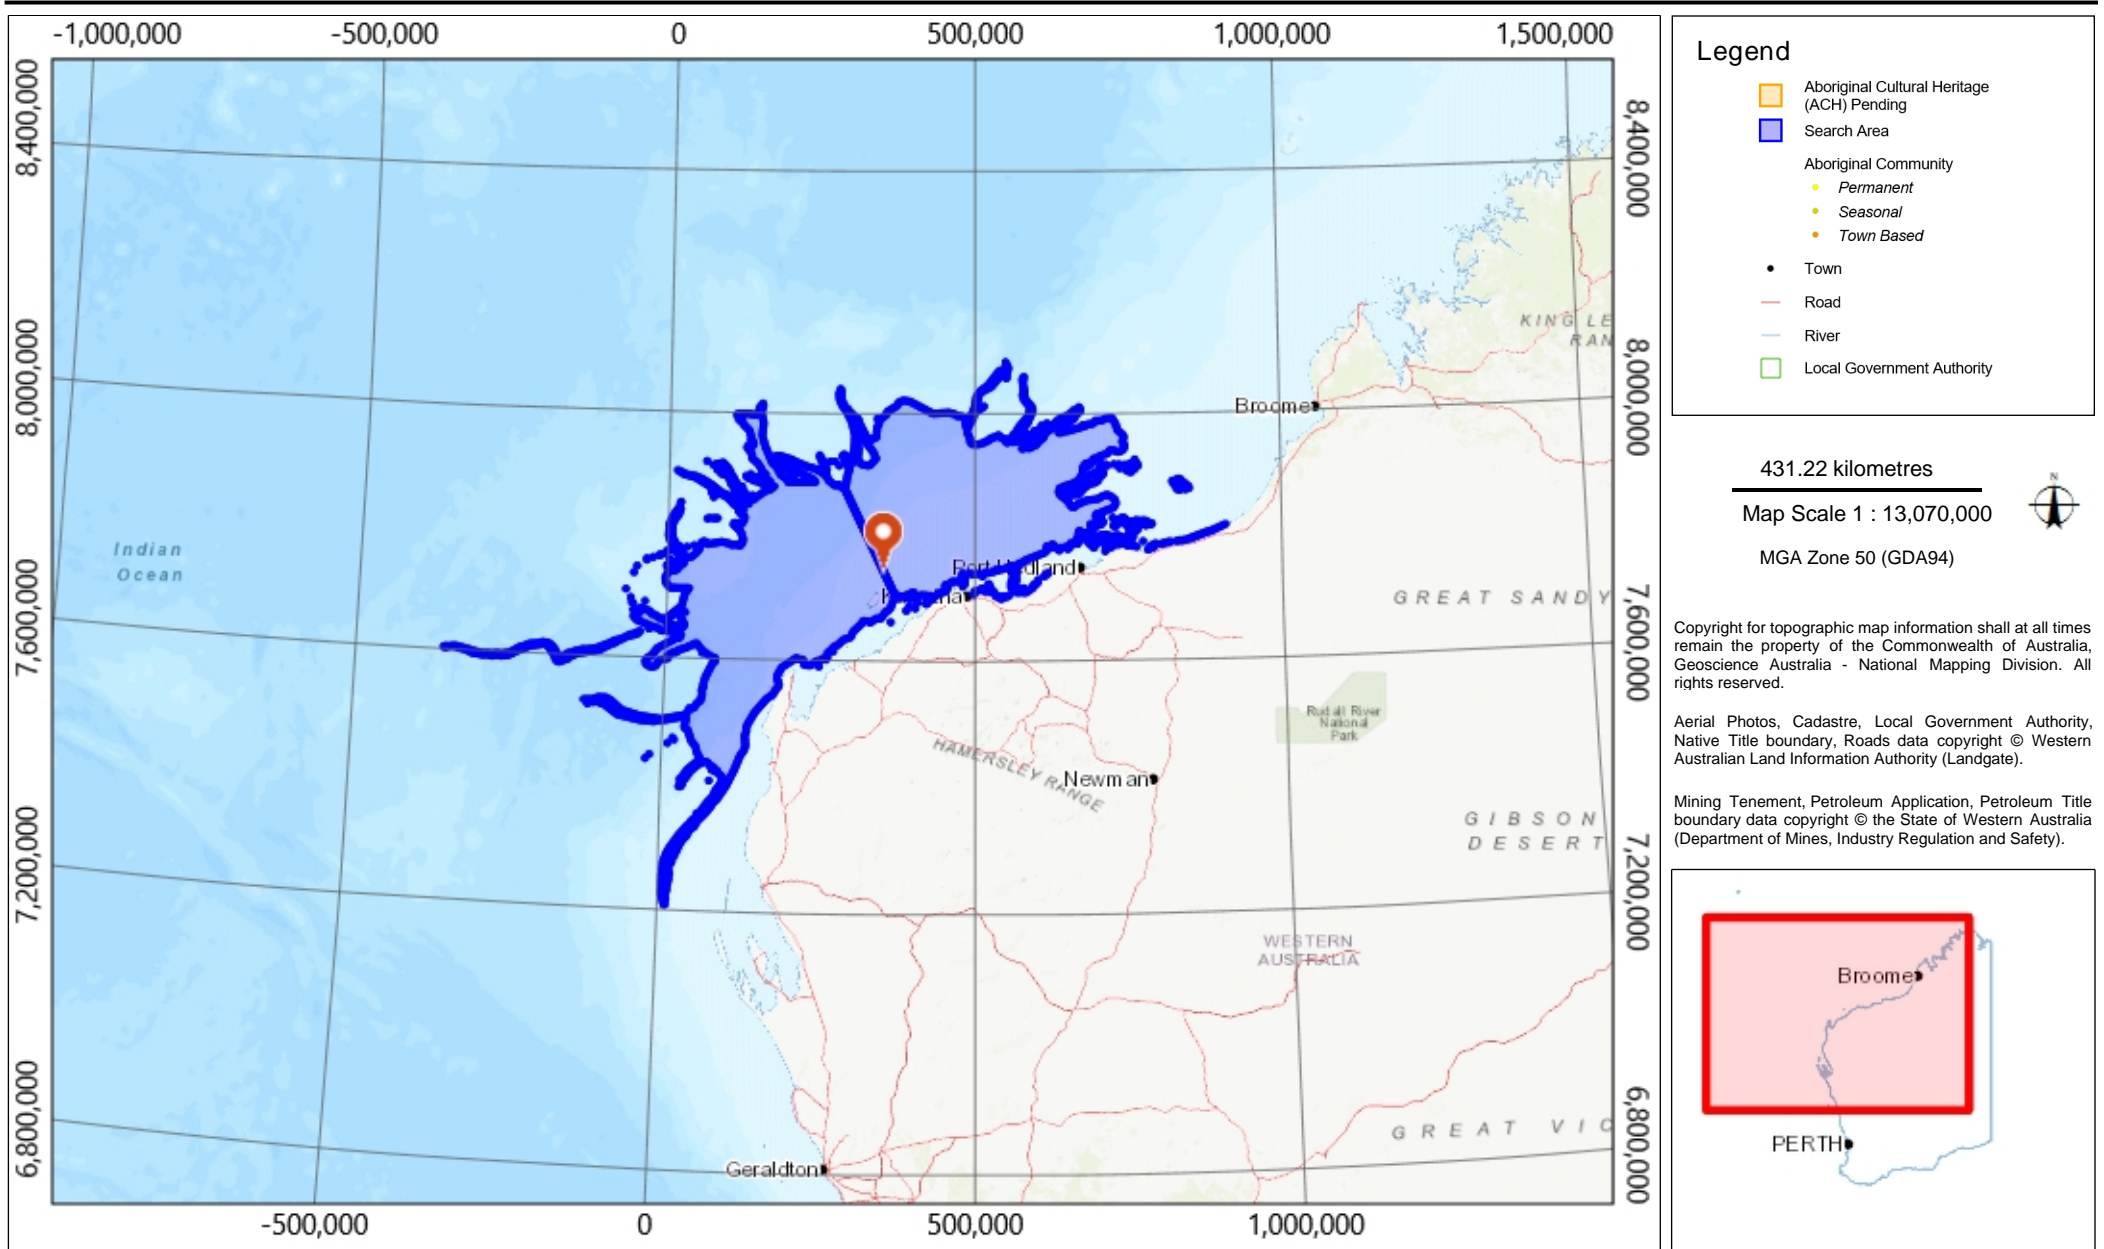 -1,000,000 -500,000 0 500,000 1,000,000 1,500,000
8,400,000
8,000,000
7,600,000
7,200,000
6,800,000
KING LE
RAN
Broome
Indian
Ocean
Port Hedland
GREAT SANDY
Rudall River
National
Park
HAMERSLEY RANGE
Newman
GIBSON
DESERT
WESTERN
AUSTRALIA
GREAT VIC
Geraldton
8,400,000
8,000,000
7,600,000
7,200,000
6,800,000
-500,000 0 500,000 1,000,000
Legend
Aboriginal Cultural Heritage
(ACH) Pending
Search Area
Aboriginal Community
Permanent
Seasonal
Town Based
Town
Road
River
Local Government Authority
431.22 kilometres
Map Scale 1 : 13,070,000
MGA Zone 50 (GDA94)
N
Copyright for topographic map information shall at all times
remain the property of the Commonwealth of Australia,
Geoscience Australia - National Mapping Division. All
rights reserved.
Aerial Photos, Cadastre, Local Government Authority,
Native Title boundary, Roads data copyright © Western
Australian Land Information Authority (Landgate).
Mining Tenement, Petroleum Application, Petroleum Title
boundary data copyright © the State of Western Australia
(Department of Mines, Industry Regulation and Safety).
Broome
PERTH